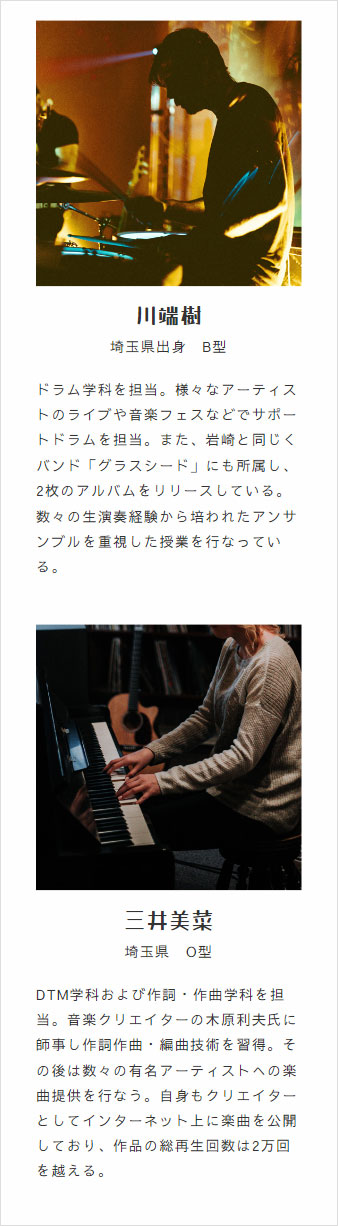 川端樹
埼玉県出身　B型
ドラム学科を担当。様々なアーティス
トのライブや音楽フェスなどでサポー
トドラムを担当。また、岩崎と同じく
バンド「グラスシード」にも所属し、
2枚のアルバムをリリースしている。
数々の生演奏経験から培われたアンサ
ンブルを重視した授業を行なってい
る。
三井美菜
埼玉県　O型
DTM学科および作詞・作曲学科を担
当。音楽クリエイターの木原利夫氏に
師事し作詞作曲・編曲技術を習得。そ
の後は数々の有名アーティストへの楽
曲提供を行なう。自身もクリエイター
としてインターネット上に楽曲を公開
しており、作品の総再生回数は2万回
を越える。